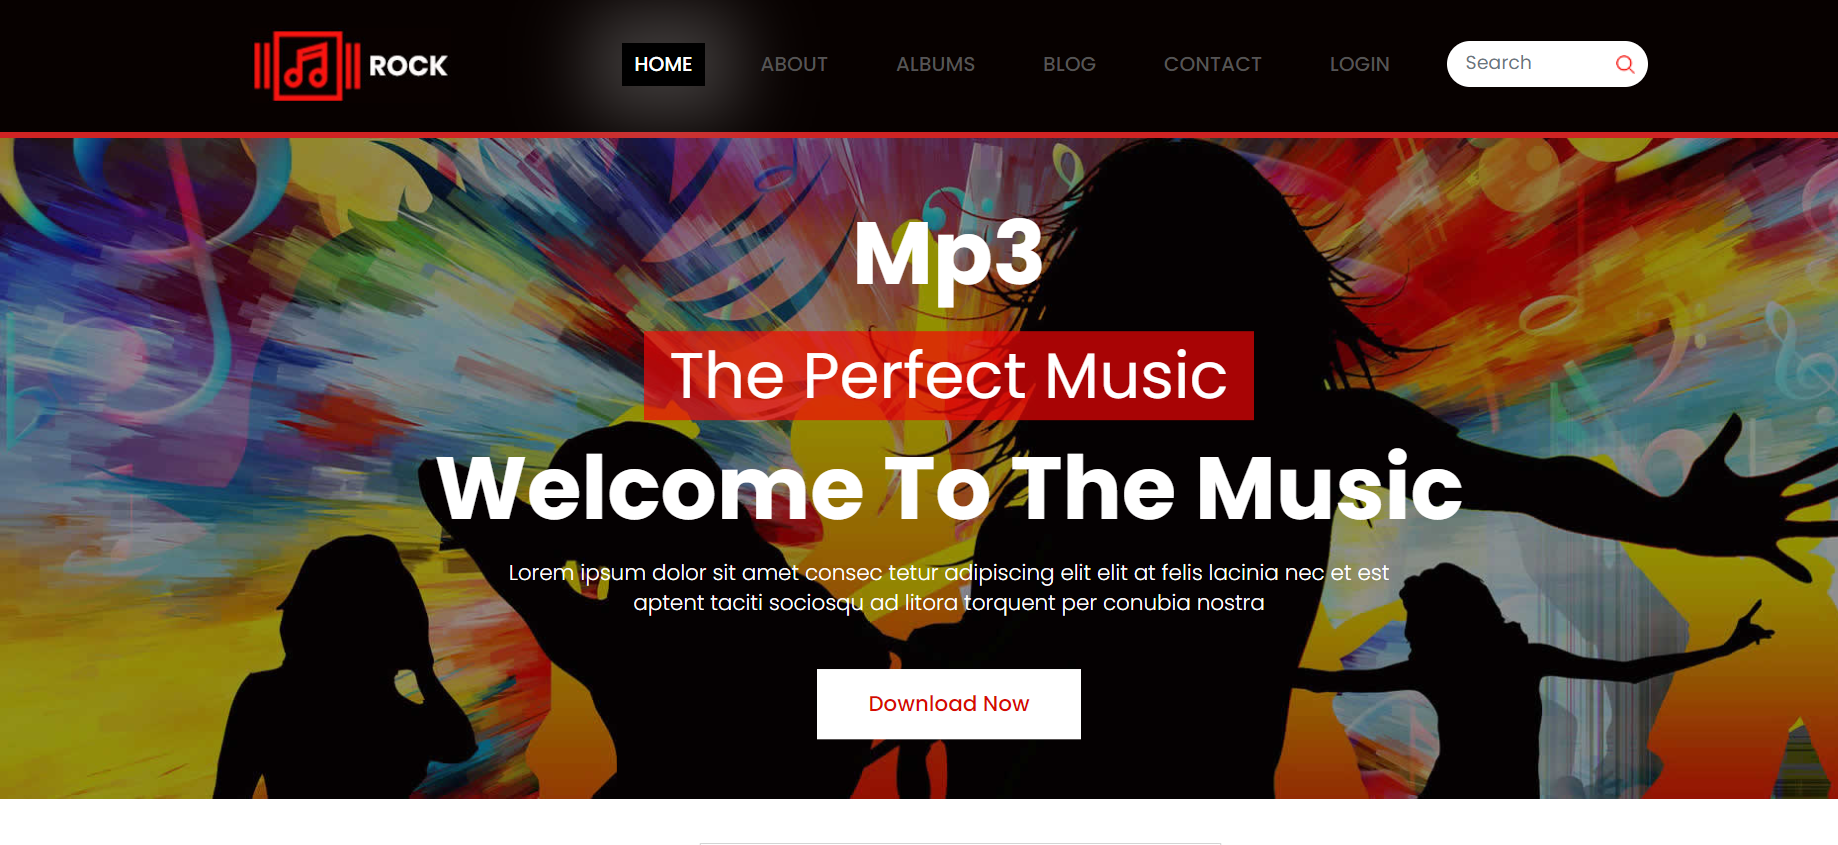 ROCK
HOME ABOUT ALBUMS BLOG CONTACT LOGIN Search
Mp3
The Perfect Music
Welcome To The Music
Lorem ipsum dolor sit amet consec tetur adipiscing elit elit at felis lacinia nec et est
aptent taciti sociosqu ad litora torquent per conubia nostra
Download Now